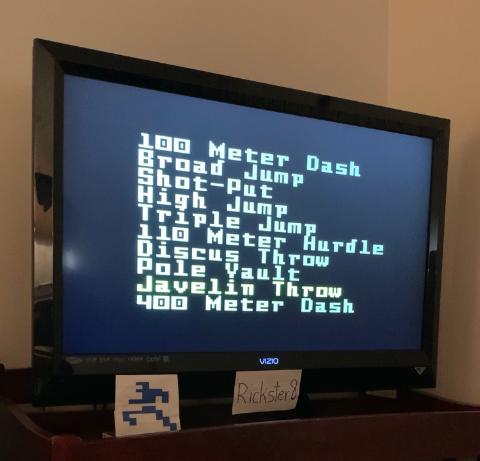 100 Meter Dash
Broad Jump
Shot-Put
High Jump
Triple Jump
110 Meter Hurdle
Discus Throw
Pole Vault
Javelin Throw
400 Meter Dash
VIZIO
Rickster8